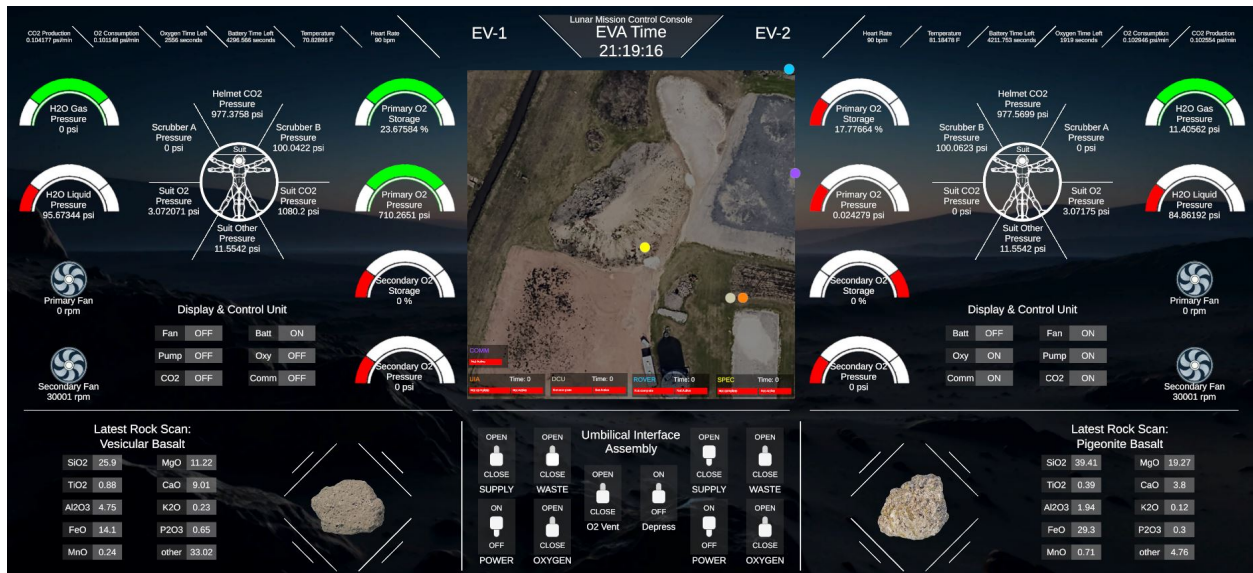 Lunar Mission Control Console
EV-1
EVA Time
EV-2
21:19:16
CO2 Production
0.104177 psi/min
O2 Consumption
0.101148 psi/min
Oxygen Time Left
2556 seconds
Battery Time Left
4296.566 seconds
Temperature
70.82896 F
Heart Rate
90 bpm
Heart Rate
90 bpm
Temperature
81.18478 F
Battery Time Left
4211.753 seconds
Oxygen Time Left
1919 seconds
O2 Consumption
0.102946 psi/min
CO2 Production
0.102554 psi/min
H2O Gas
Pressure
0 psi
Helmet CO2
Pressure
977.3758 psi
Scrubber A
Pressure
0 psi
Scrubber B
Pressure
100.0422 psi
Suit
Primary O2
Storage
23.67584 %
H2O Liquid
Pressure
95.67344 psi
Suit O2
Pressure
3.072071 psi
Suit CO2
Pressure
1080.2 psi
Suit Other
Pressure
11.5542 psi
Primary O2
Pressure
710.2651 psi
Secondary O2
Storage
0 %
Primary Fan
0 rpm
Secondary Fan
30001 rpm
Display & Control Unit
Fan OFF Batt ON
Pump OFF Oxy OFF
CO2 OFF Comm OFF
Secondary O2
Pressure
0 psi
COMM
UIA Time: 0
DCU Time: 0
ROVER Time: 0
SPEC Time: 0
Primary O2
Storage
17.77664 %
Helmet CO2
Pressure
977.5699 psi
Scrubber B
Pressure
100.0623 psi
Scrubber A
Pressure
0 psi
Suit
H2O Gas
Pressure
11.40562 psi
Primary O2
Pressure
0.024279 psi
Suit CO2
Pressure
0 psi
Suit O2
Pressure
3.07175 psi
Suit Other
Pressure
11.5542 psi
H2O Liquid
Pressure
84.86192 psi
Secondary O2
Storage
0 %
Primary Fan
0 rpm
Secondary Fan
30001 rpm
Display & Control Unit
Batt OFF Fan ON
Oxy ON Pump ON
Comm ON CO2 ON
Secondary O2
Pressure
0 psi
Latest Rock Scan:
Vesicular Basalt
SiO2 25.9 MgO 11.22
TiO2 0.88 CaO 9.01
Al2O3 4.75 K2O 0.23
FeO 14.1 P2O3 0.65
MnO 0.24 other 33.02
Umbilical Interface
Assembly
OPEN
CLOSE
SUPPLY
OPEN
CLOSE
WASTE
OPEN
CLOSE
O2 Vent
ON
OFF
Depress
OPEN
CLOSE
SUPPLY
OPEN
CLOSE
WASTE
ON
OFF
POWER
OPEN
CLOSE
OXYGEN
ON
OFF
POWER
OPEN
CLOSE
OXYGEN
Latest Rock Scan:
Pigeonite Basalt
SiO2 39.41 MgO 19.27
TiO2 0.39 CaO 3.8
Al2O3 1.94 K2O 0.12
FeO 29.3 P2O3 0.3
MnO 0.71 other 4.76